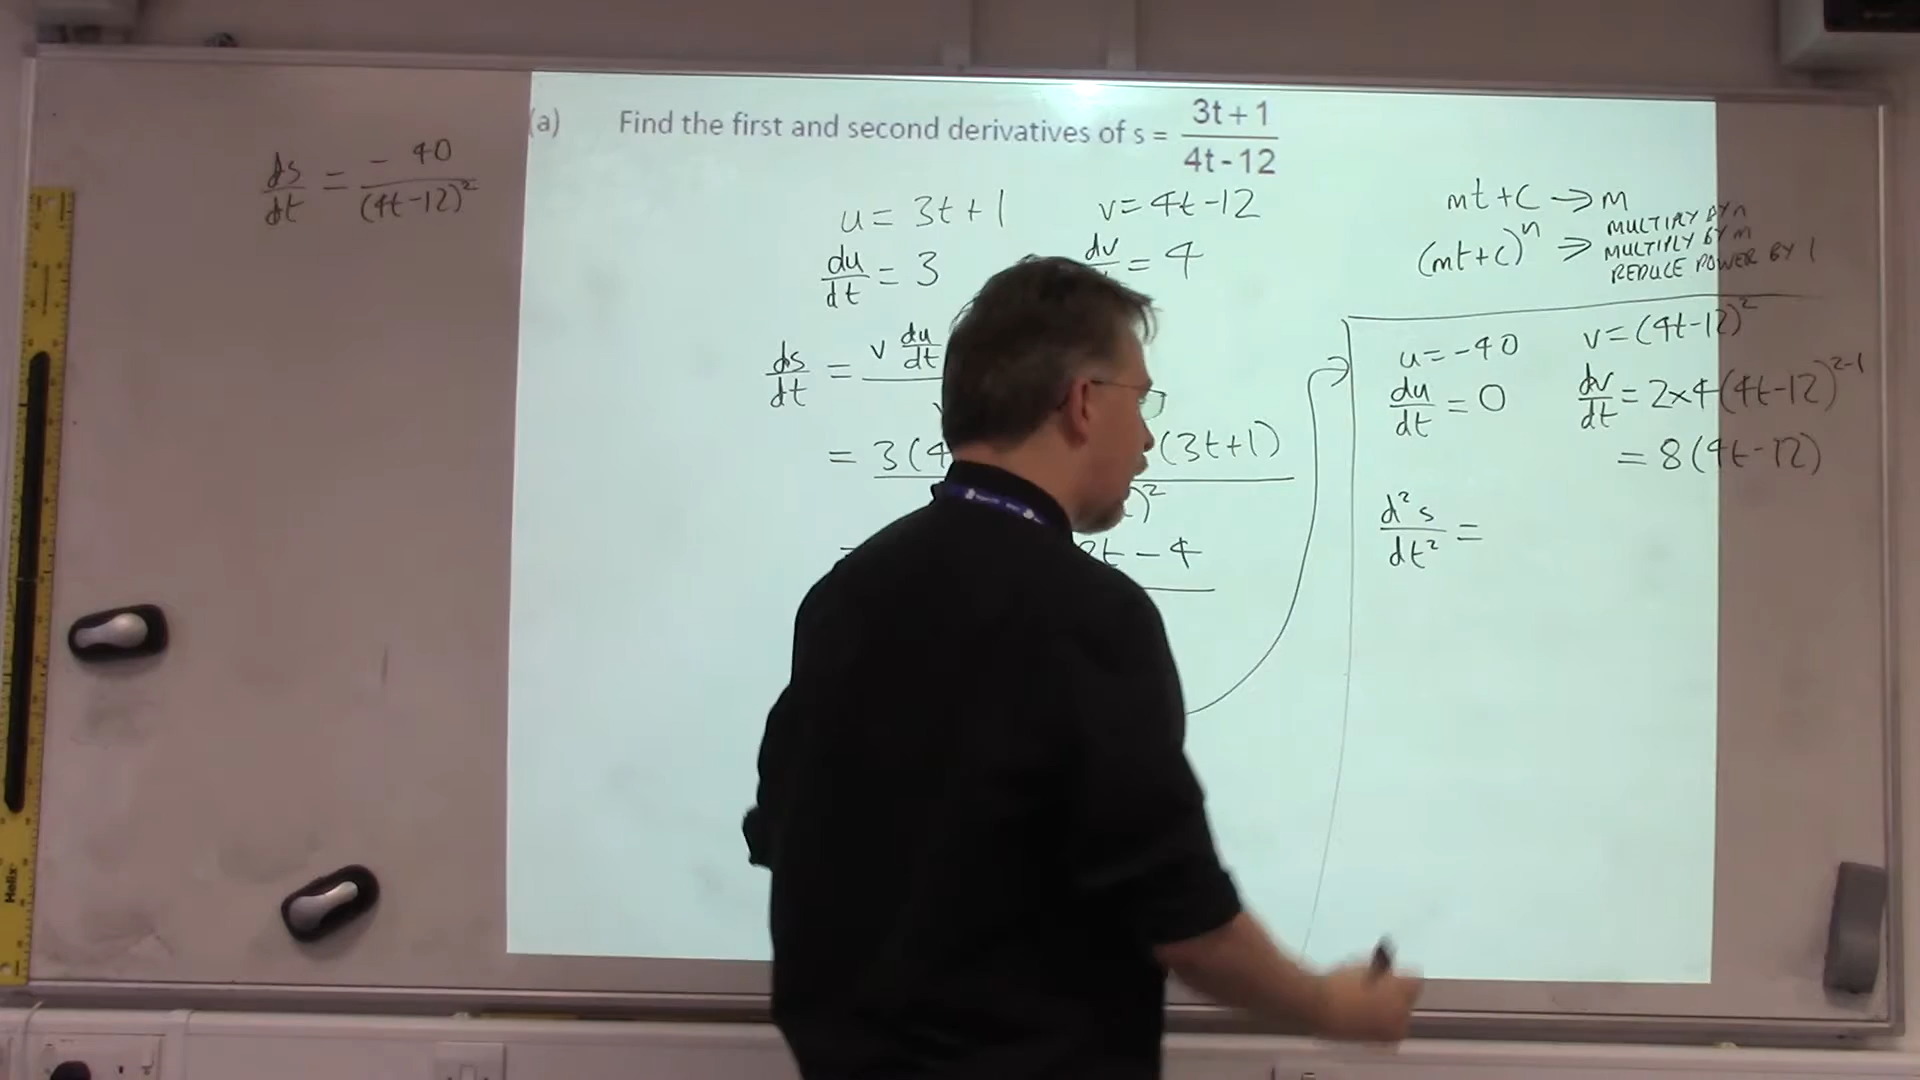 (a) Find the first and second derivatives of s = (3t + 1)/(4t - 12)
ds/dt = - 40/(4t-12)²
u = 3t + 1
v = 4t - 12
du/dt = 3
dv = 4
ds/dt = v du/dt
= 3(4 (3t+1)
)²
=
t - 4
mt + c → m
(mt+c)ⁿ ⇒ MULTIPLY BY n
MULTIPLY BY m
REDUCE POWER BY 1
u = -40
v = (4t-12)²
du/dt = 0
dv/dt = 2×4(4t-12)²⁻¹
= 8(4t-12)
d²s/dt² =
Helix